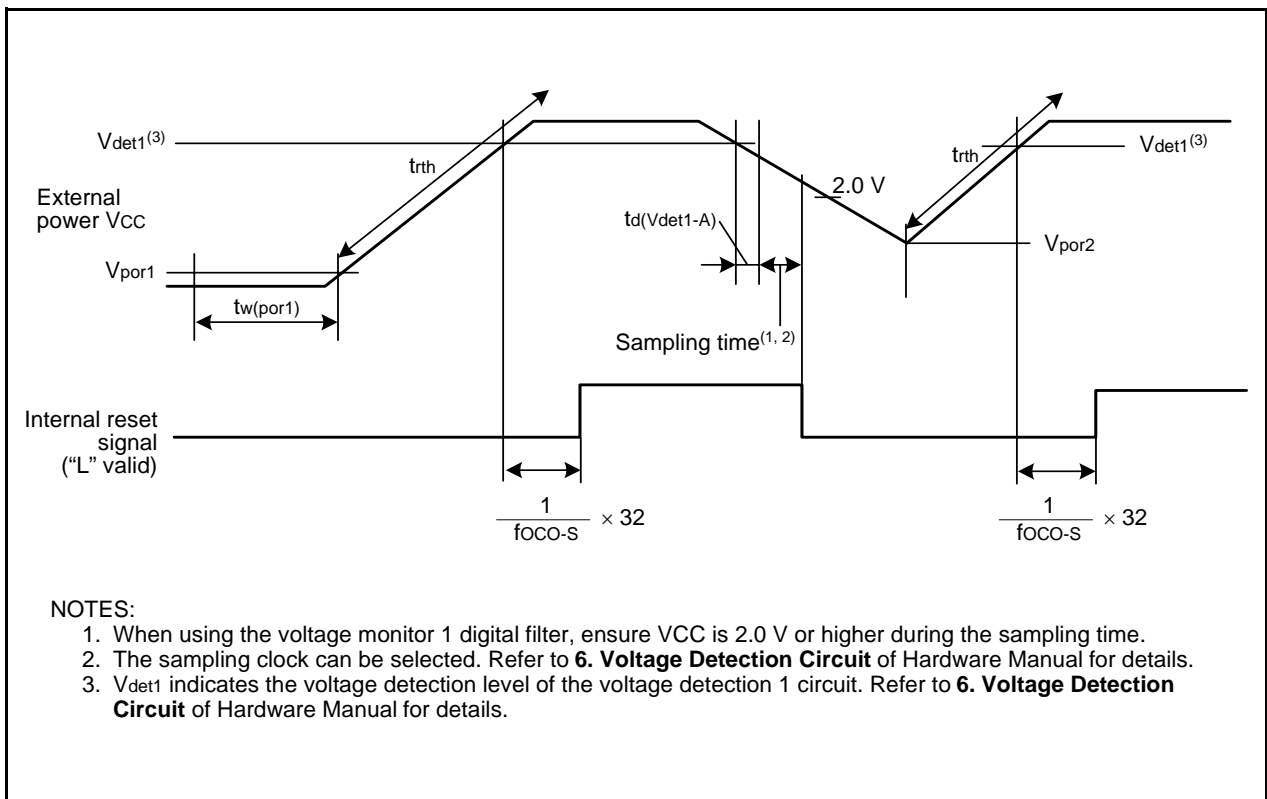 Vdet1(3)
External
power VCC
Vpor1
tw(por1)
trth
td(Vdet1-A)
Sampling time(1, 2)
2.0 V
trth
Vdet1(3)
Vpor2
Internal reset
signal
(“L” valid)
1
fOCO-S
× 32
1
fOCO-S
× 32
NOTES:
1. When using the voltage monitor 1 digital filter, ensure VCC is 2.0 V or higher during the sampling time.
2. The sampling clock can be selected. Refer to 6. Voltage Detection Circuit of Hardware Manual for details.
3. Vdet1 indicates the voltage detection level of the voltage detection 1 circuit. Refer to 6. Voltage Detection
Circuit of Hardware Manual for details.